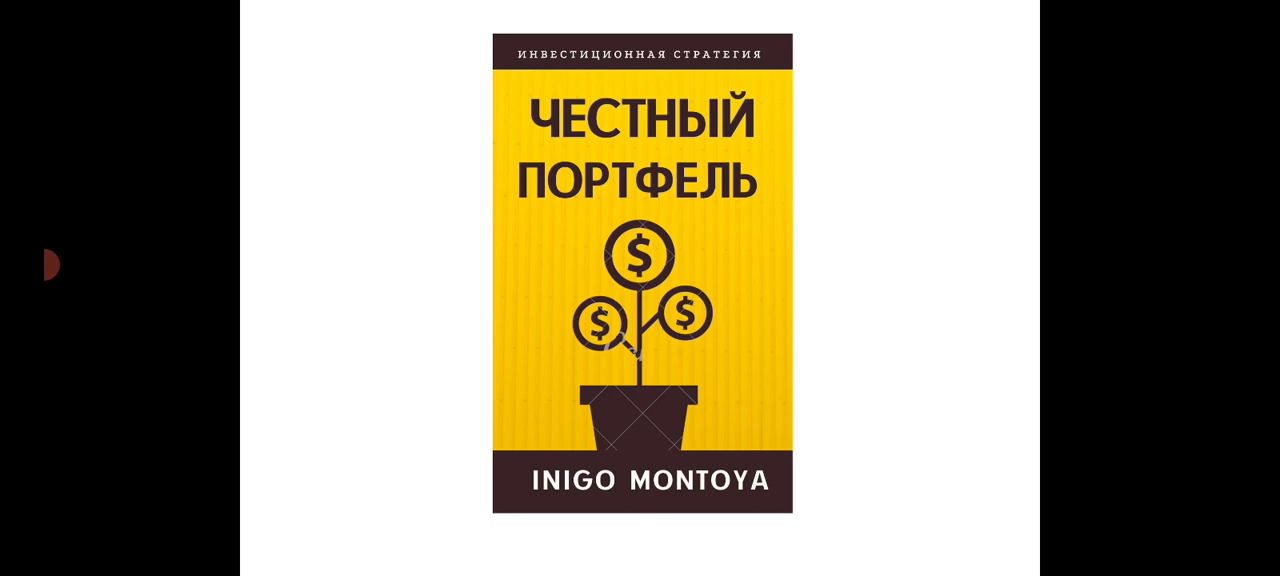 ИНВЕСТИЦИОННАЯ СТРАТЕГИЯ
ЧЕСТНЫЙ
ПОРТФЕЛЬ
$
$
$
INIGO MONTOYA